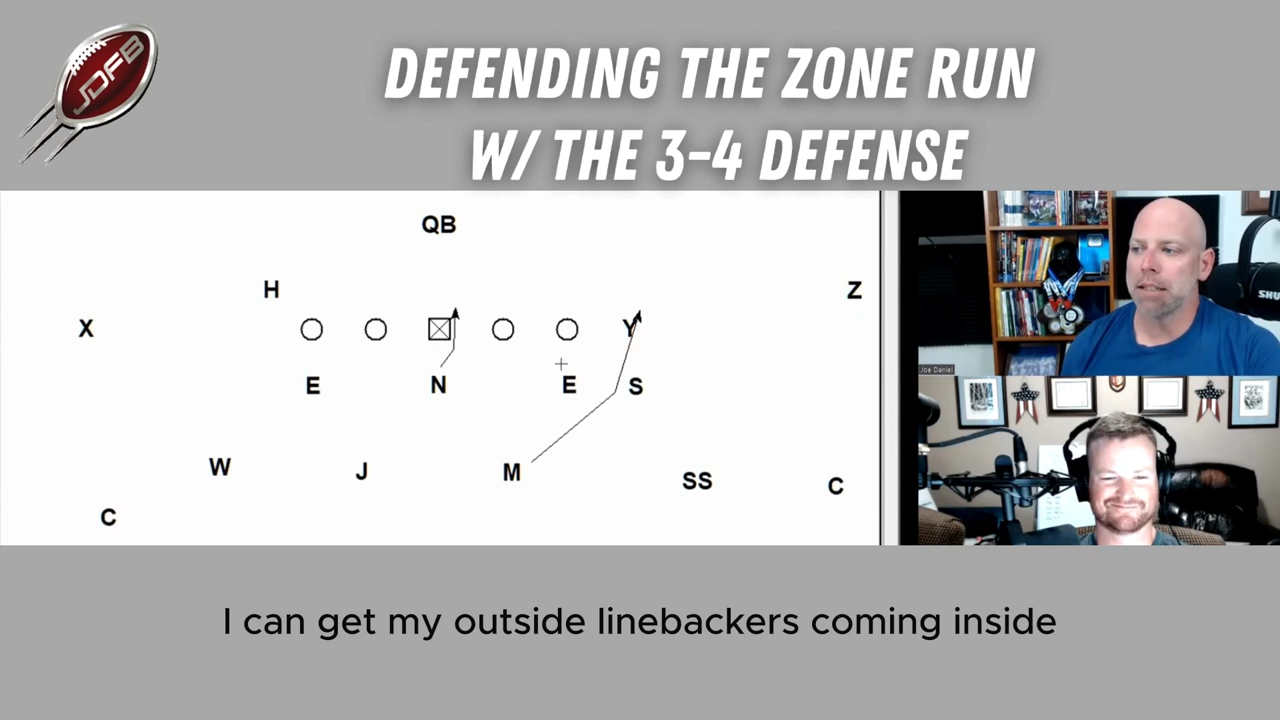 JDFB
DEFENDING THE ZONE RUN
W/ THE 3-4 DEFENSE
QB
H
Z
X
Y
E N E S
W J M SS C
C
SHU
Joe Daniel
I can get my outside linebackers coming inside